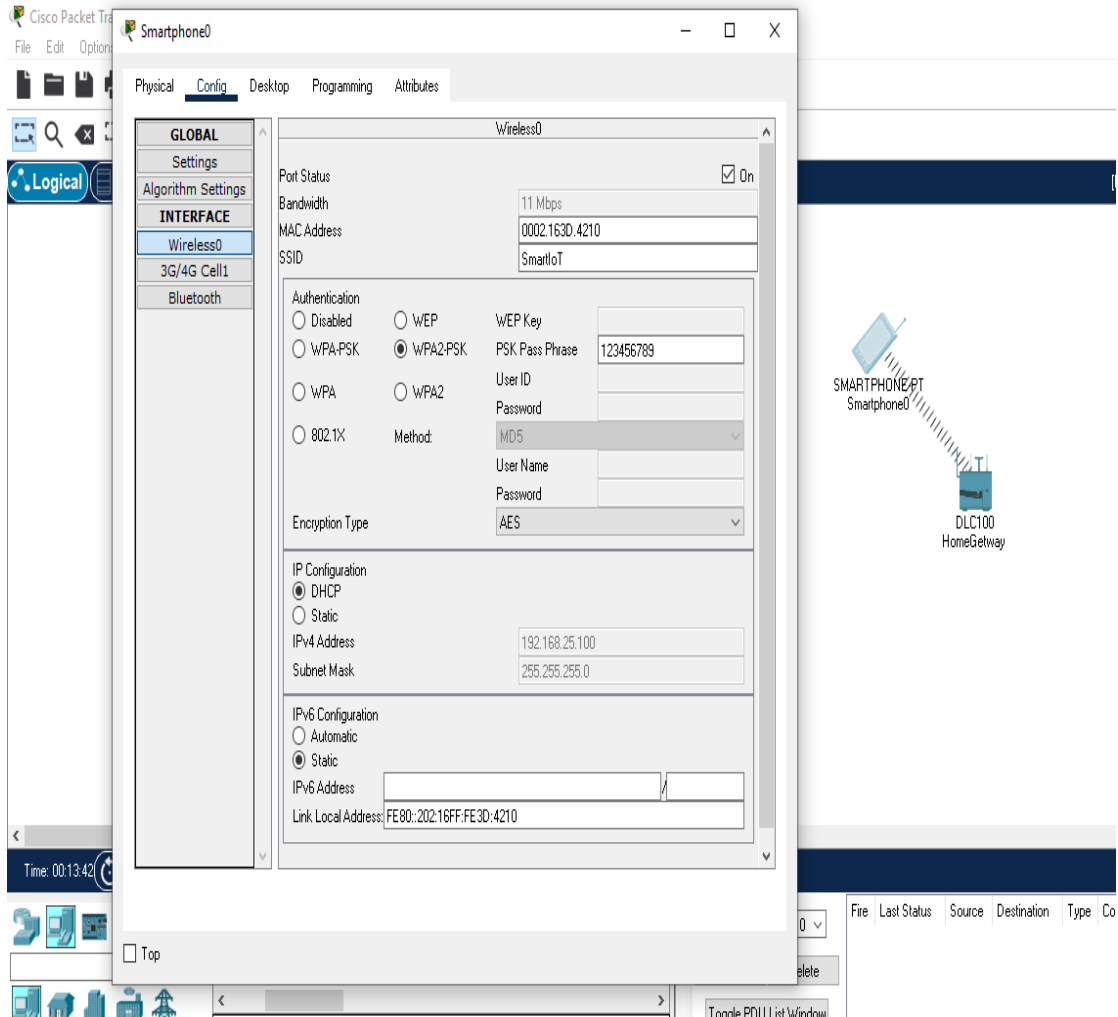 Cisco Packet Tra
File Edit Option
Smartphone0
Physical Config Desktop Programming Attributes
Logical
GLOBAL
Settings
Algorithm Settings
INTERFACE
Wireless0
3G/4G Cell1
Bluetooth
Wireless0
Port Status On
Bandwidth 11 Mbps
MAC Address 0002.163D.4210
SSID SmartIoT
Authentication
Disabled WEP WEP Key
WPA-PSK WPA2-PSK PSK Pass Phrase 123456789
User ID
WPA WPA2
Password
802.1X Method: MD5
User Name
Password
Encryption Type AES
IP Configuration
DHCP
Static
IPv4 Address 192.168.25.100
Subnet Mask 255.255.255.0
IPv6 Configuration
Automatic
Static
IPv6 Address /
Link Local Address: FE80::202:16FF:FE3D:4210
Top
SMARTPHONE-PT
Smartphone0
DLC100
HomeGetway
Time: 00:13:42
Fire Last Status Source Destination Type Co
0
elete
Toggle PDU List Window